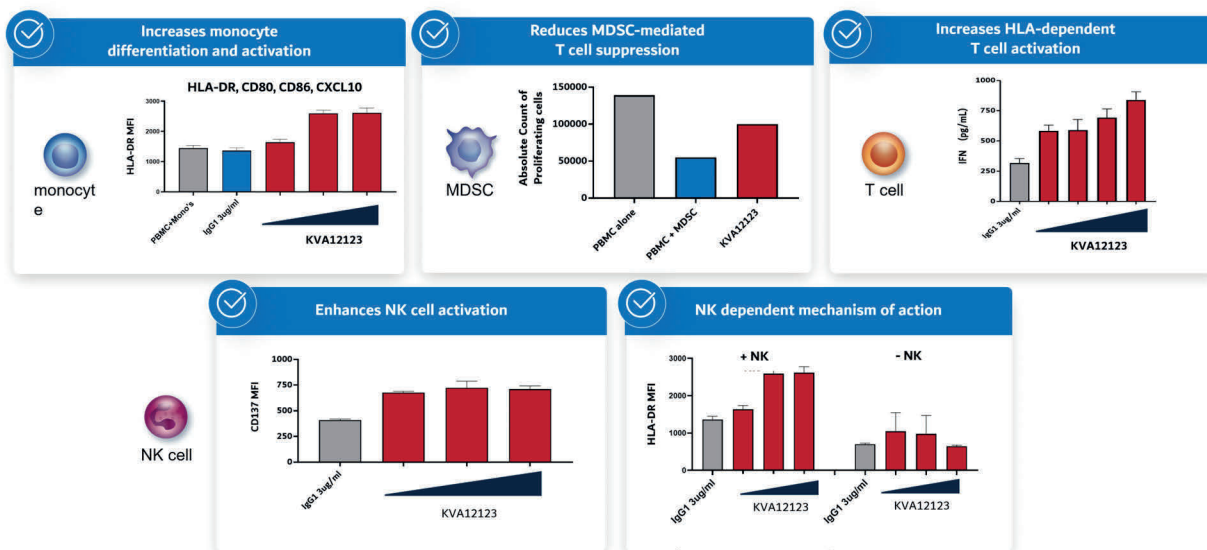 Increases monocyte
differentiation and activation
HLA-DR, CD80, CD86, CXCL10
HLA-DR MFI
3000
2000
1000
0
PBMC+Mono's
IgG1 3ug/ml
KVA12123
monocyt
e
Reduces MDSC-mediated
T cell suppression
Absolute Count of
Proliferating cells
150000
100000
50000
0
PBMC alone
PBMC + MDSC
KVA12123
MDSC
Increases HLA-dependent
T cell activation
IFN (pg/mL)
1000
750
500
250
0
IgG1 3ug/ml
KVA12123
T cell
Enhances NK cell activation
CD137 MFI
1000
750
500
250
0
IgG1 3ug/ml
KVA12123
NK cell
NK dependent mechanism of action
+ NK
- NK
HLA-DR MFI
3000
2000
1000
0
IgG1 3ug/ml
KVA12123
IgG1 3ug/ml
KVA12123